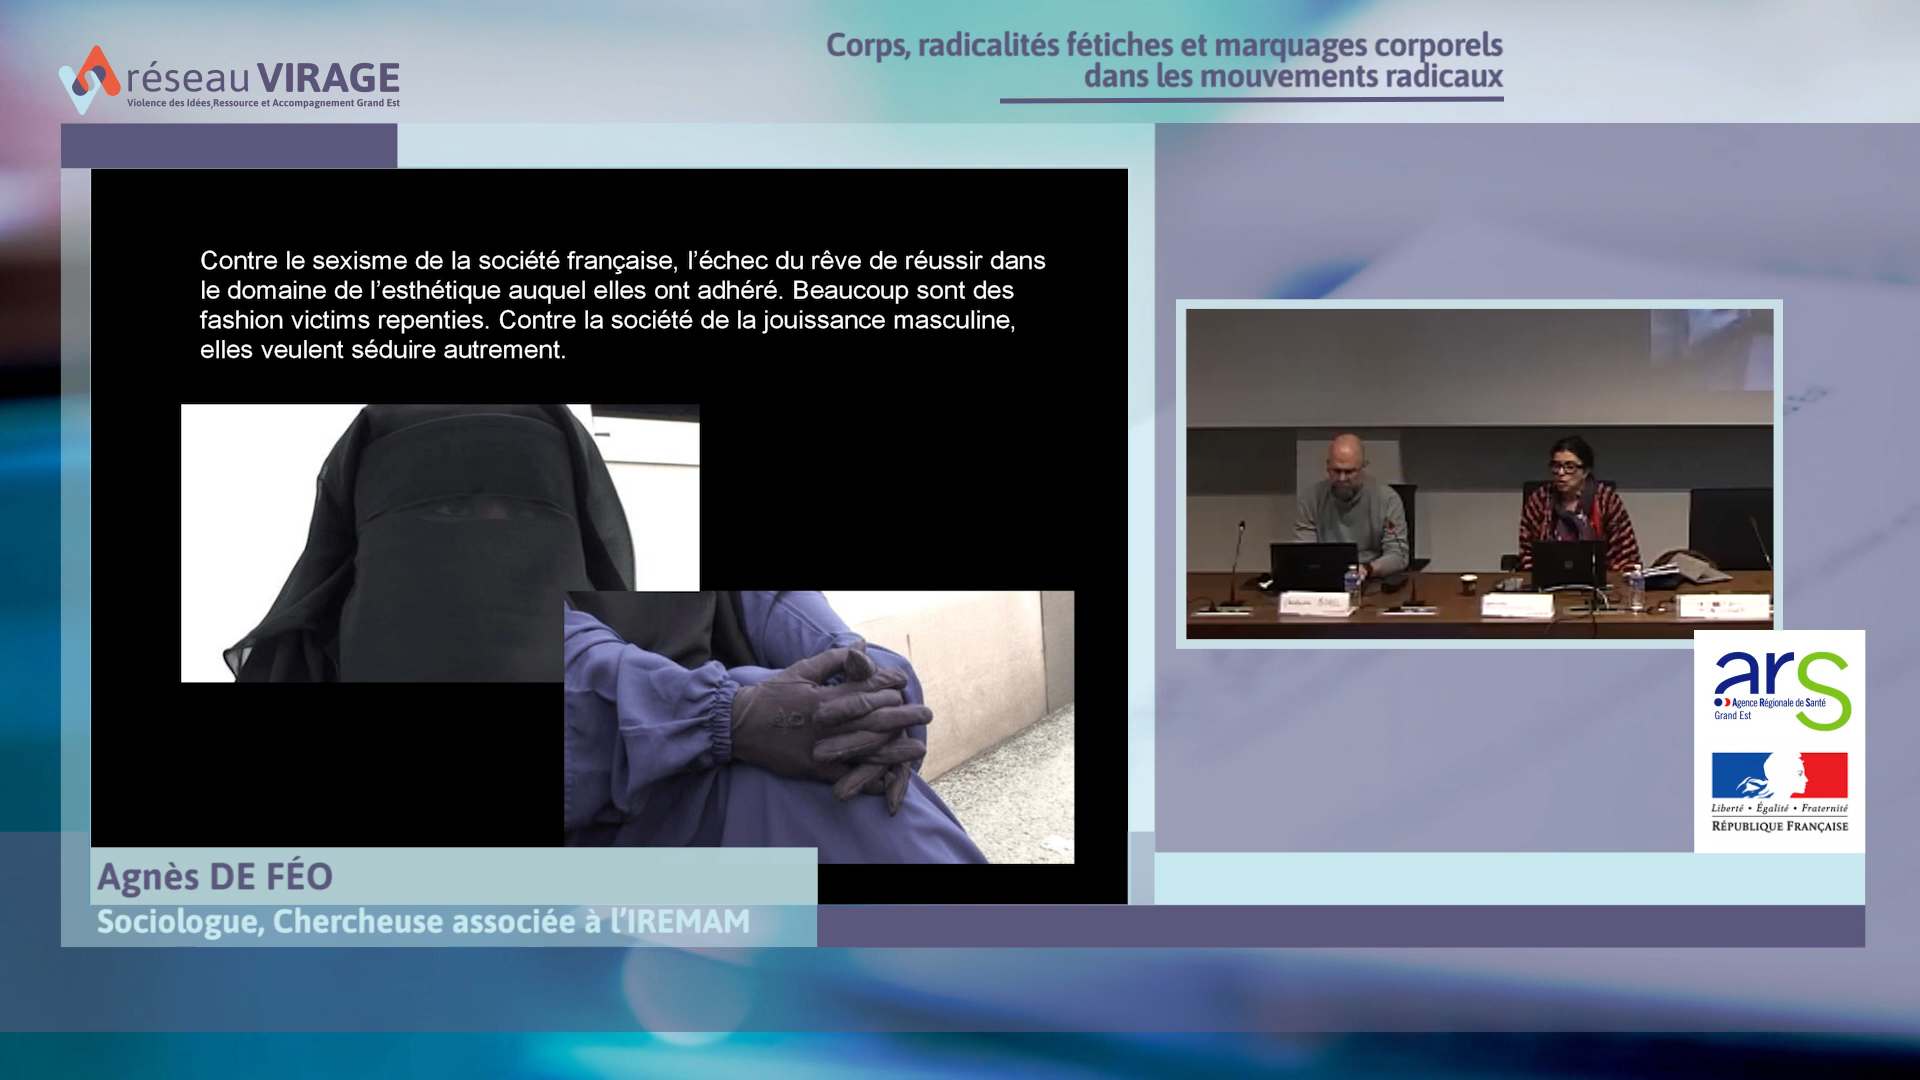 réseau VIRAGE
Violence des Idées,Ressource et Accompagnement Grand Est
Corps, radicalités fétiches et marquages corporels
dans les mouvements radicaux
Contre le sexisme de la société française, l’échec du rêve de réussir dans
le domaine de l’esthétique auquel elles ont adhéré. Beaucoup sont des
fashion victims repenties. Contre la société de la jouissance masculine,
elles veulent séduire autrement.
Agnès DE FÉO
Sociologue, Chercheuse associée à l’IREMAM
ars
Agence Régionale de Santé
Grand Est
Liberté • Égalité • Fraternité
RÉPUBLIQUE FRANÇAISE